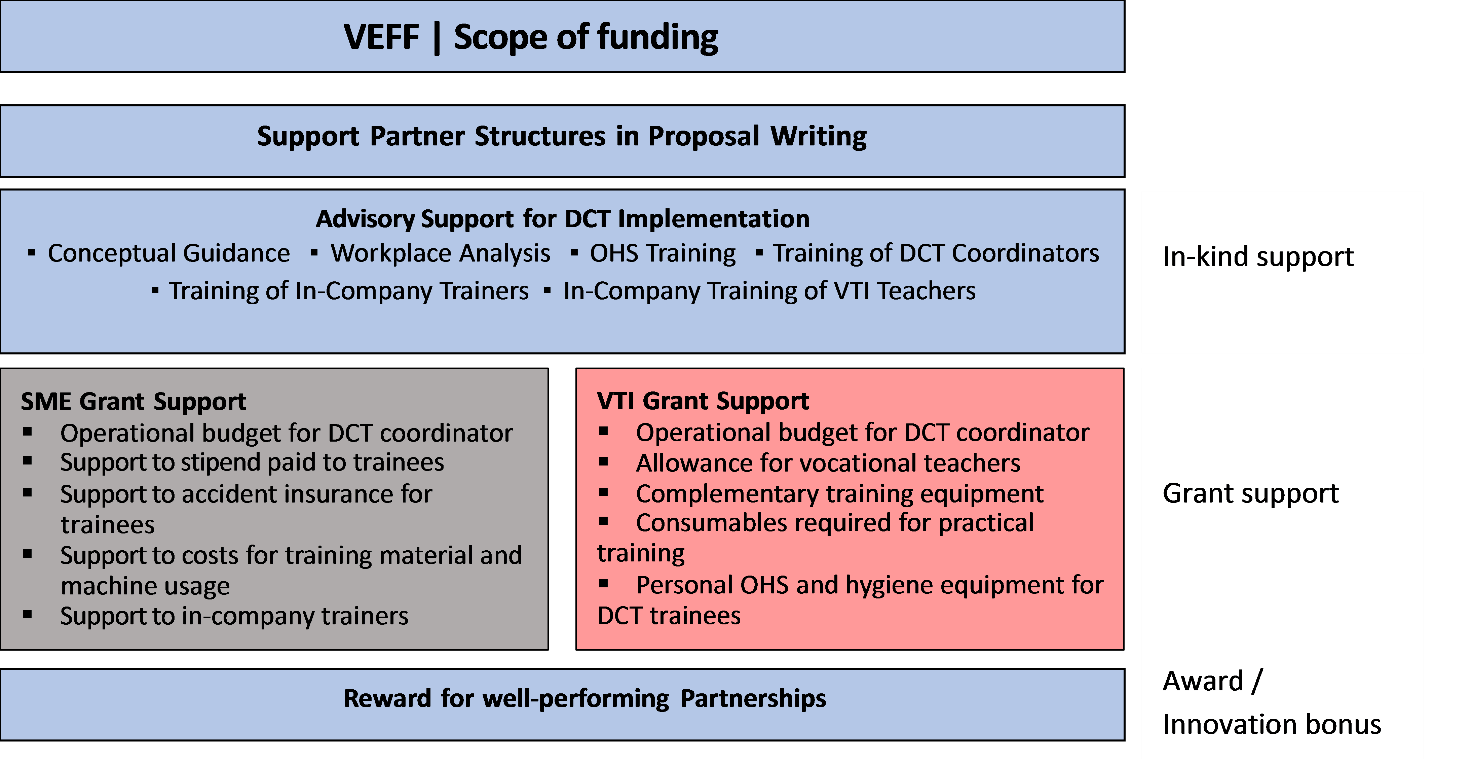 VEFF | Scope of funding
Support Partner Structures in Proposal Writing
Advisory Support for DCT Implementation
▪ Conceptual Guidance ▪ Workplace Analysis ▪ OHS Training ▪ Training of DCT Coordinators
▪ Training of In-Company Trainers ▪ In-Company Training of VTI Teachers
In-kind support
SME Grant Support
▪ Operational budget for DCT coordinator
▪ Support to stipend paid to trainees
▪ Support to accident insurance for
trainees
▪ Support to costs for training material and
machine usage
▪ Support to in-company trainers
VTI Grant Support
▪ Operational budget for DCT coordinator
▪ Allowance for vocational teachers
▪ Complementary training equipment
▪ Consumables required for practical
training
▪ Personal OHS and hygiene equipment for
DCT trainees
Grant support
Reward for well-performing Partnerships
Award /
Innovation bonus